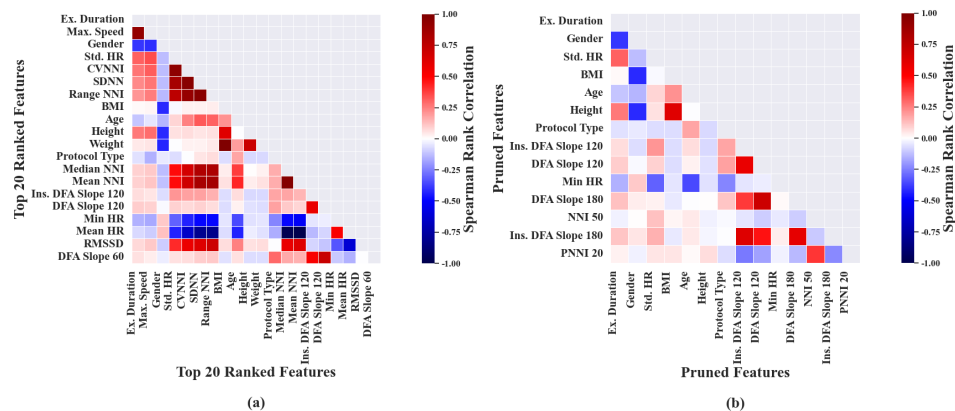 Top 20 Ranked Features
Ex. Duration
Max. Speed
Gender
Std. HR
CVNNI
SDNN
Range NNI
BMI
Age
Height
Weight
Protocol Type
Median NNI
Mean NNI
Ins. DFA Slope 120
DFA Slope 120
Min HR
Mean HR
RMSSD
DFA Slope 60
Ex. Duration
Max. Speed
Gender
Std. HR
CVNNI
SDNN
Range NNI
BMI
Age
Height
Weight
Protocol Type
Median NNI
Mean NNI
Ins. DFA Slope 120
DFA Slope 120
Min HR
Mean HR
RMSSD
DFA Slope 60
Top 20 Ranked Features
1.00
0.75
0.50
0.25
0.00
-0.25
-0.50
-0.75
-1.00
Spearman Rank Correlation
(a)
Pruned Features
Ex. Duration
Gender
Std. HR
BMI
Age
Height
Protocol Type
Ins. DFA Slope 120
DFA Slope 120
Min HR
DFA Slope 180
NNI 50
Ins. DFA Slope 180
PNNI 20
Ex. Duration
Gender
Std. HR
BMI
Age
Height
Protocol Type
Ins. DFA Slope 120
DFA Slope 120
Min HR
DFA Slope 180
NNI 50
Ins. DFA Slope 180
PNNI 20
Pruned Features
1.00
0.75
0.50
0.25
0.00
-0.25
-0.50
-0.75
-1.00
Spearman Rank Correlation
(b)